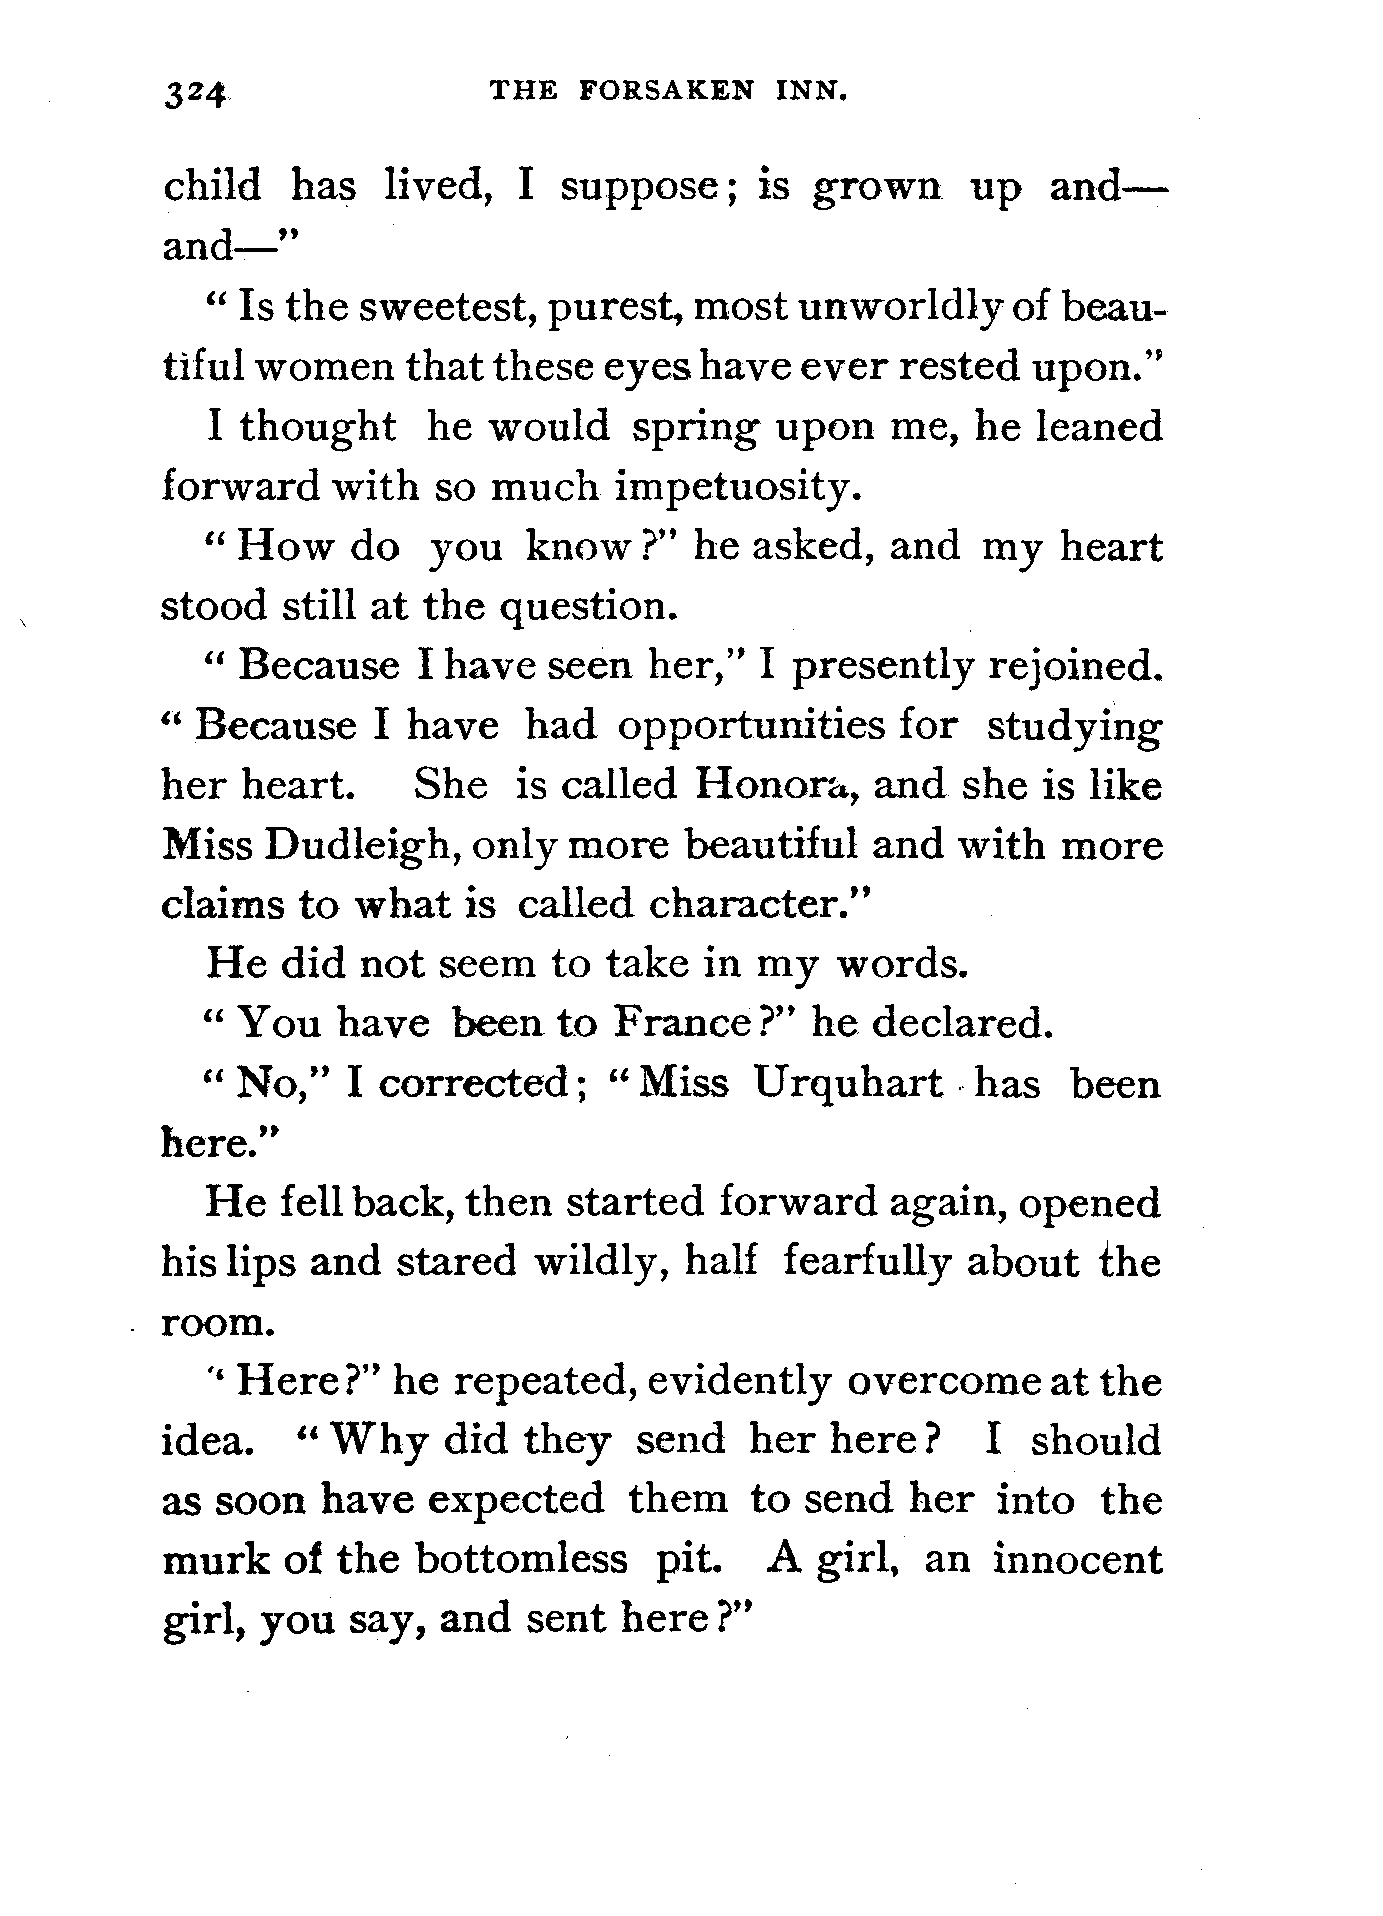 324 THE FORSAKEN INN.
child has lived, I suppose; is grown up and—
and—"
"Is the sweetest, purest, most unworldly of beau-
tiful women that these eyes have ever rested upon."
I thought he would spring upon me, he leaned
forward with so much impetuosity.
"How do you know?" he asked, and my heart
stood still at the question.
"Because I have seen her," I presently rejoined.
"Because I have had opportunities for studying
her heart. She is called Honora, and she is like
Miss Dudleigh, only more beautiful and with more
claims to what is called character."
He did not seem to take in my words.
"You have been to France?" he declared.
"No," I corrected; "Miss Urquhart has been
here."
He fell back, then started forward again, opened
his lips and stared wildly, half fearfully about the
room.
"Here?" he repeated, evidently overcome at the
idea. "Why did they send her here? I should
as soon have expected them to send her into the
murk of the bottomless pit. A girl, an innocent
girl, you say, and sent here?"